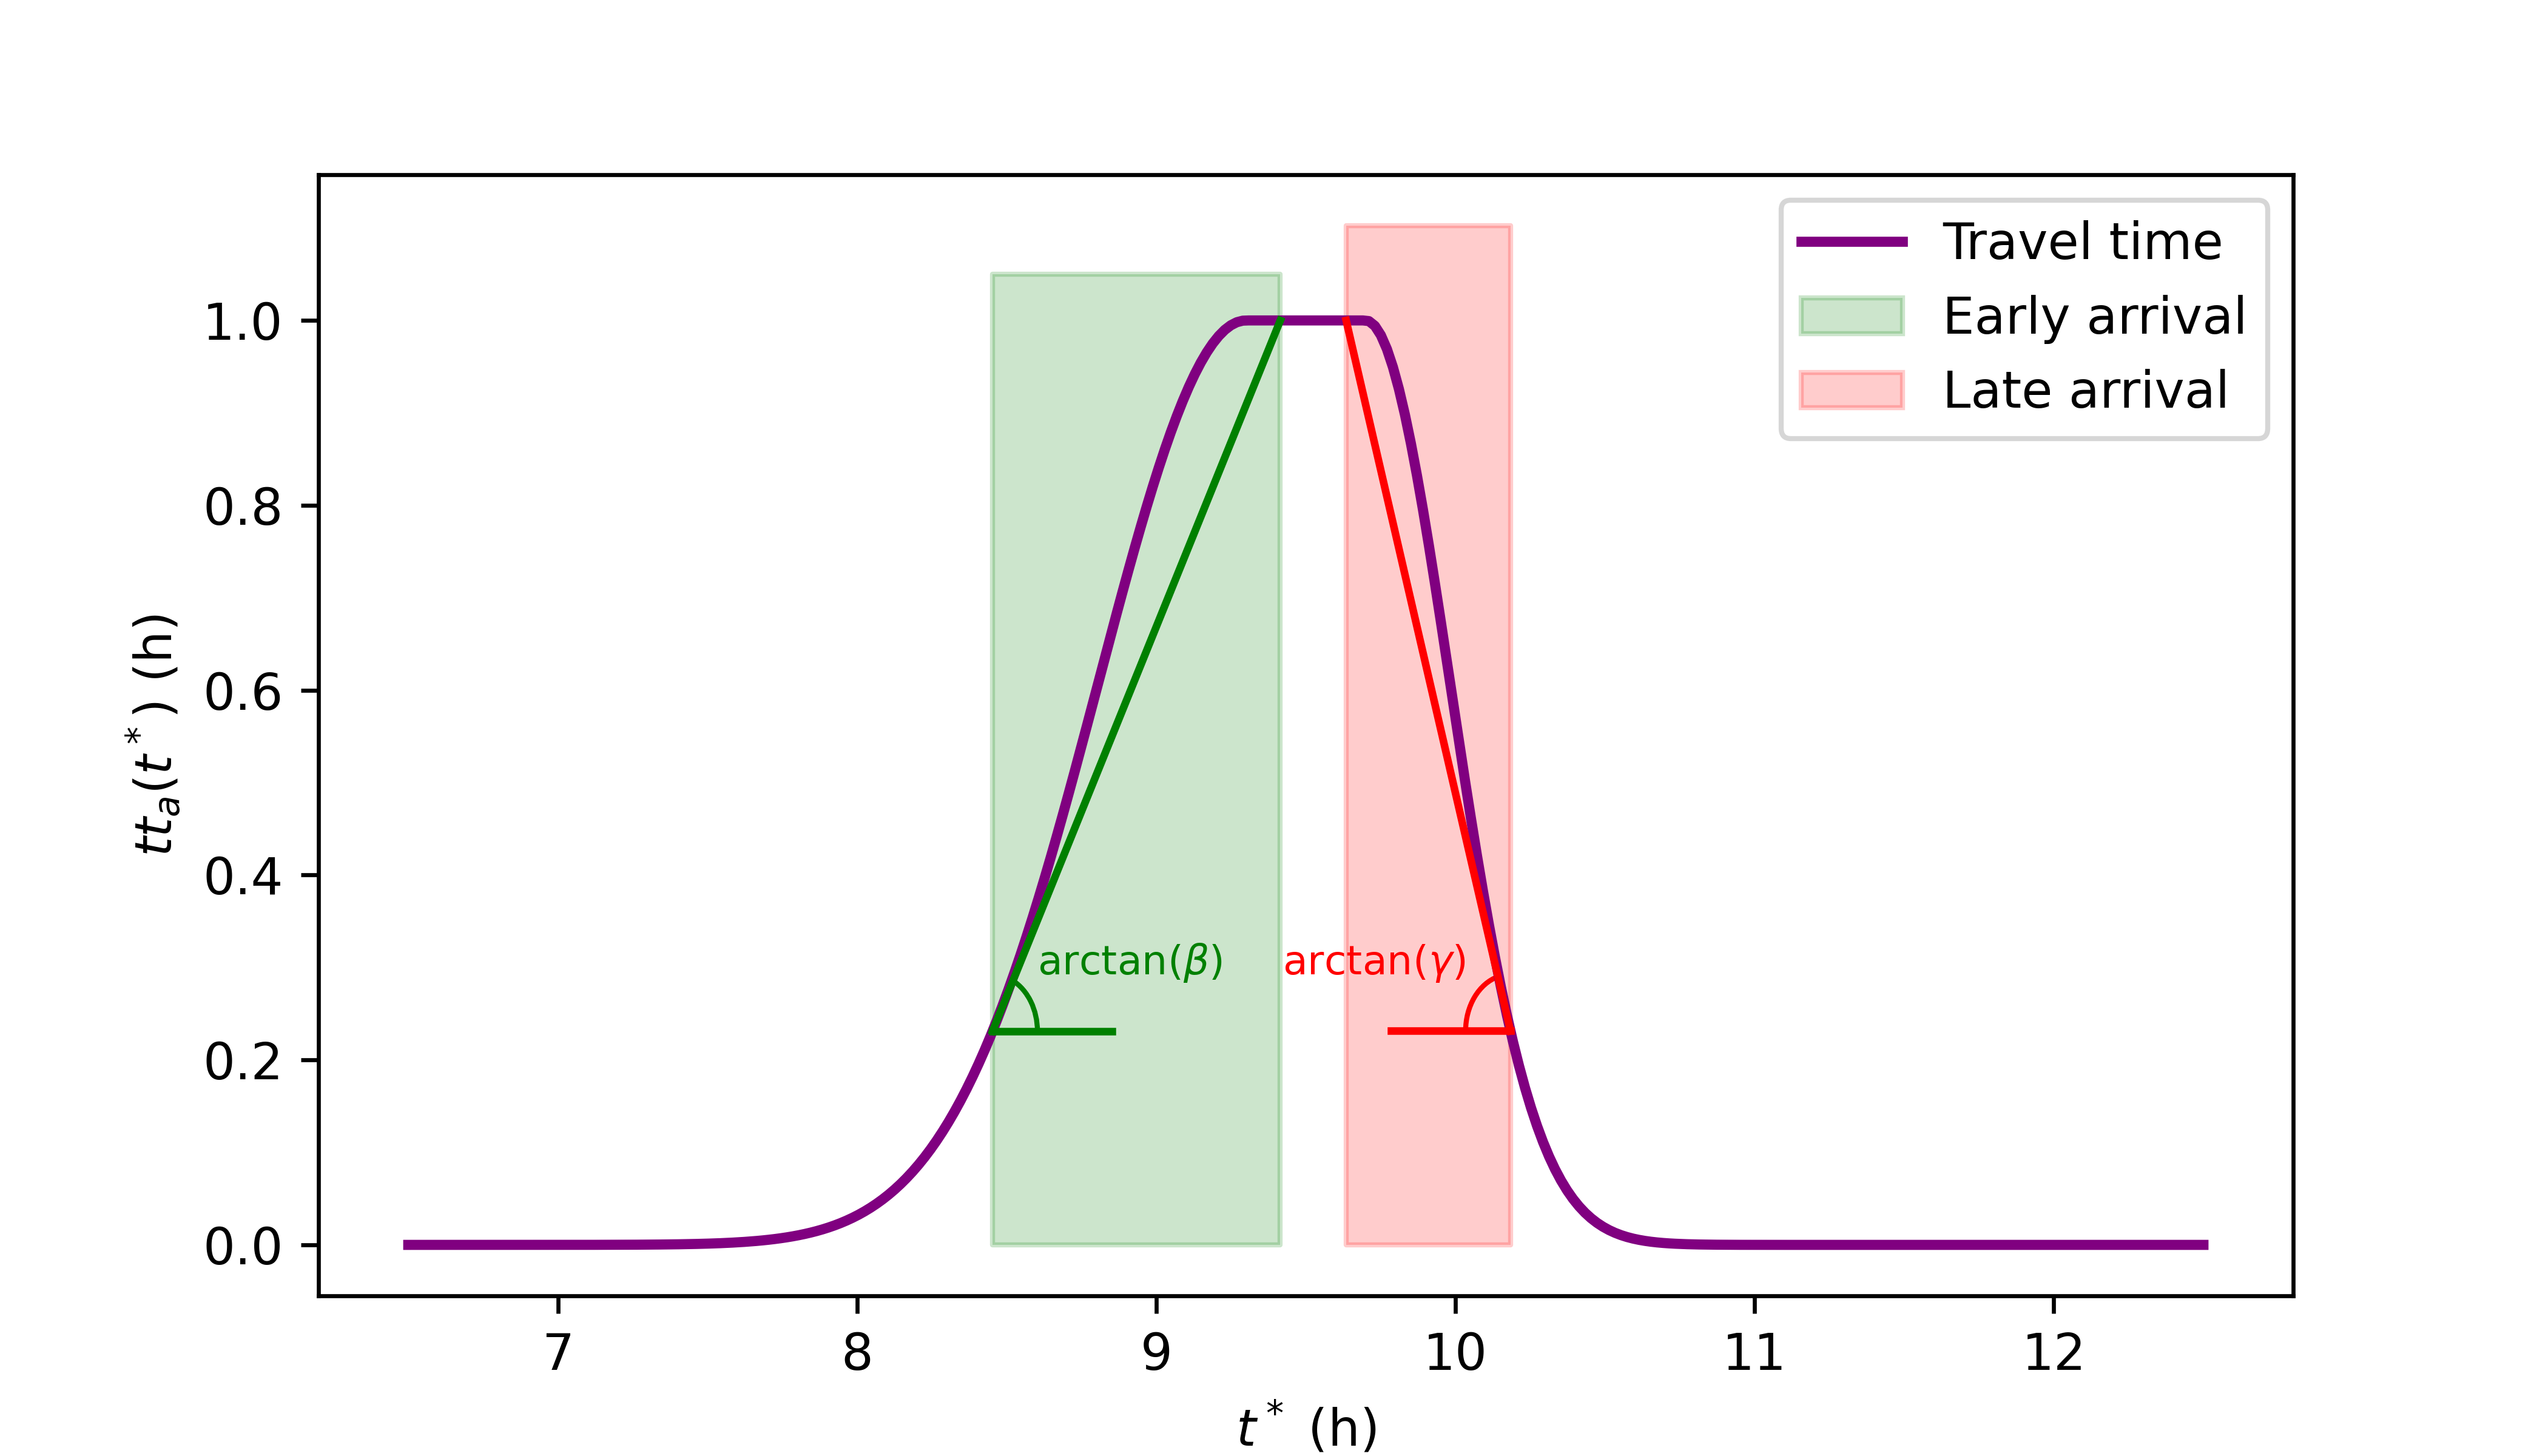 Travel time
Early arrival
Late arrival
1.0
0.8
0.6
0.4
0.2
0.0
tt_a(t^*) (h)
arctan(β)
arctan(γ)
7 8 9 10 11 12
t^* (h)